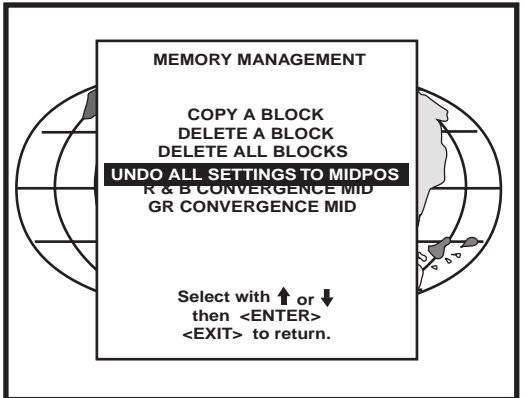 MEMORY MANAGEMENT
COPY A BLOCK
DELETE A BLOCK
DELETE ALL BLOCKS
UNDO ALL SETTINGS TO MIDPOS
R & B CONVERGENCE MID
GR CONVERGENCE MID
Select with ⬆ or ⬇
then <ENTER>
<EXIT> to return.